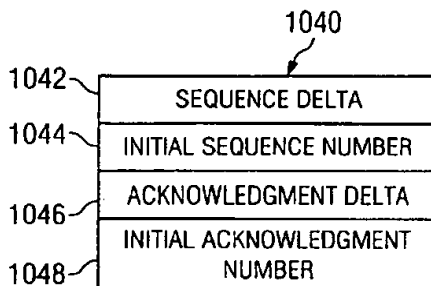 1040
1042
SEQUENCE DELTA
1044
INITIAL SEQUENCE NUMBER
1046
ACKNOWLEDGMENT DELTA
1048
INITIAL ACKNOWLEDGMENT
NUMBER